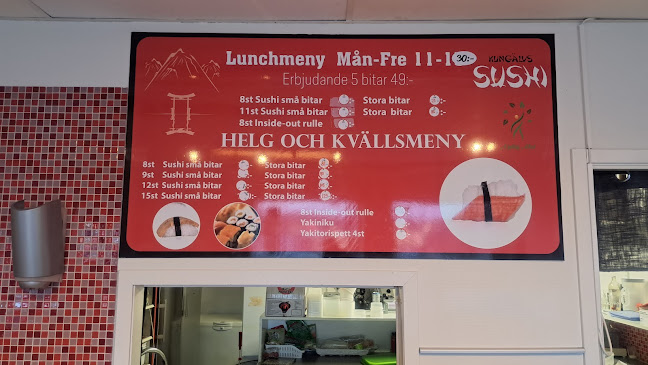 Lunchmeny Mån-Fre 11-1 30:-
KUNGÄLVS
SUSHI
Erbjudande 5 bitar 49:-
8st Sushi små bitar Stora bitar
11st Sushi små bitar Stora bitar
8st Inside-out rulle
HELG OCH KVÄLLSMENY
8st Sushi små bitar Stora bitar
9st Sushi små bitar Stora bitar
12st Sushi små bitar Stora bitar
15st Sushi små bitar Stora bitar
8st Inside-out rulle
Yakiniku
Yakitorispett 4st